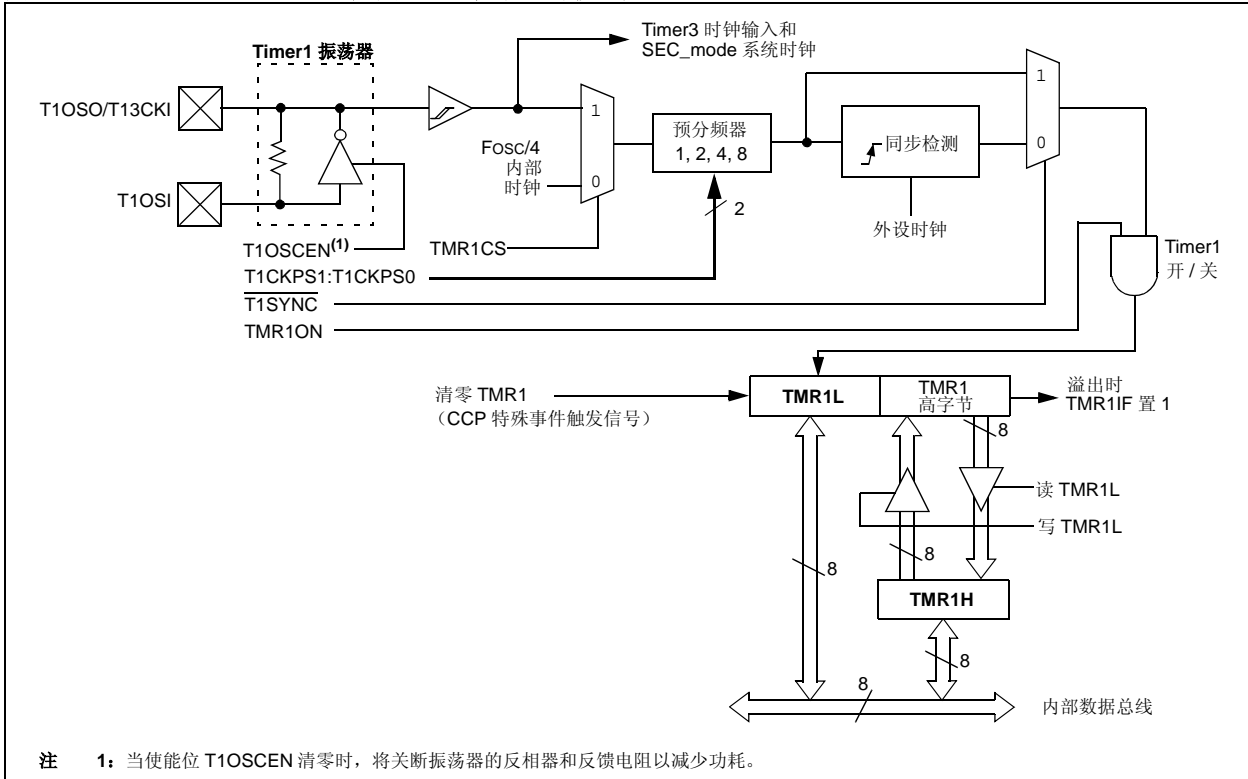 Timer3 时钟输入和
SEC_mode 系统时钟
Timer1 振荡器
T1OSO/T13CKI
T1OSI
1
0
FOSC/4
内部
时钟
预分频器
1, 2, 4, 8
2
同步检测
外设时钟
1
0
T1OSCEN(1)
TMR1CS
T1CKPS1:T1CKPS0
T1SYNC
TMR1ON
Timer1
开 / 关
清零 TMR1
（CCP 特殊事件触发信号）
TMR1L
TMR1
高字节
溢出时
TMR1IF 置 1
8
读 TMR1L
写 TMR1L
8
8
TMR1H
8
8
内部数据总线
注 1：当使能位 T1OSCEN 清零时，将关断振荡器的反相器和反馈电阻以减少功耗。